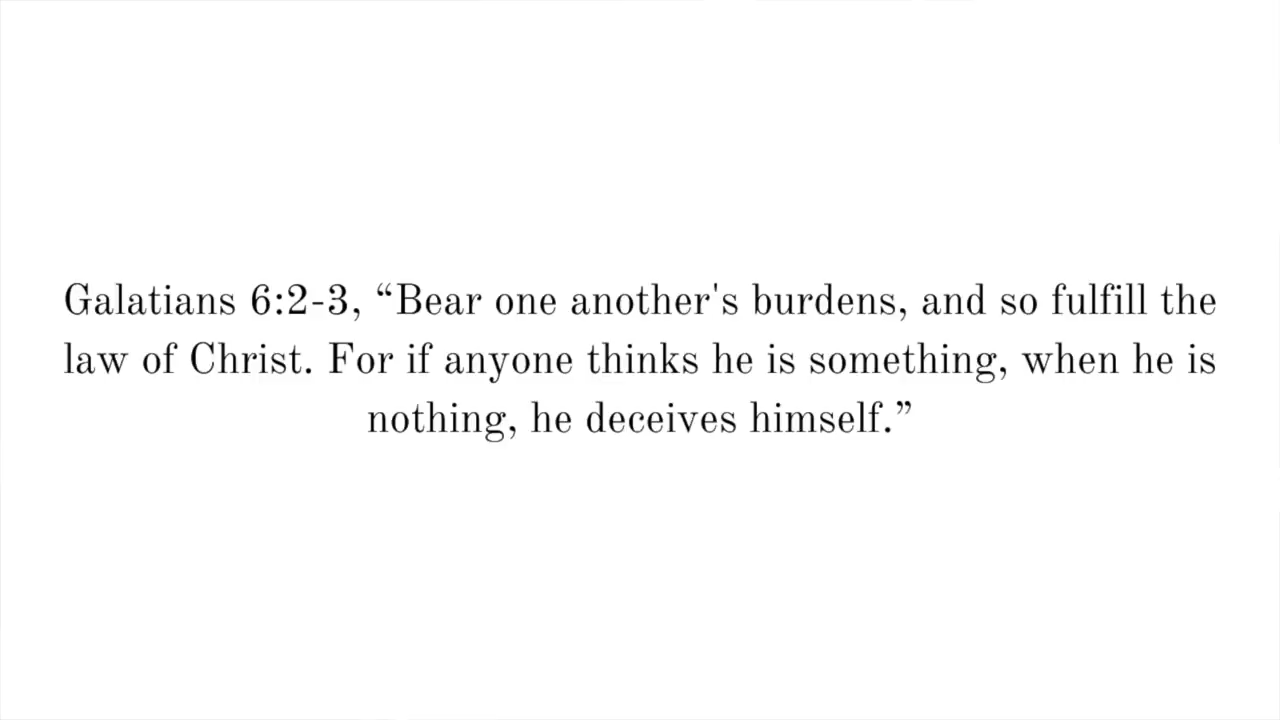 Galatians 6:2-3, “Bear one another's burdens, and so fulfill the
law of Christ. For if anyone thinks he is something, when he is
nothing, he deceives himself.”